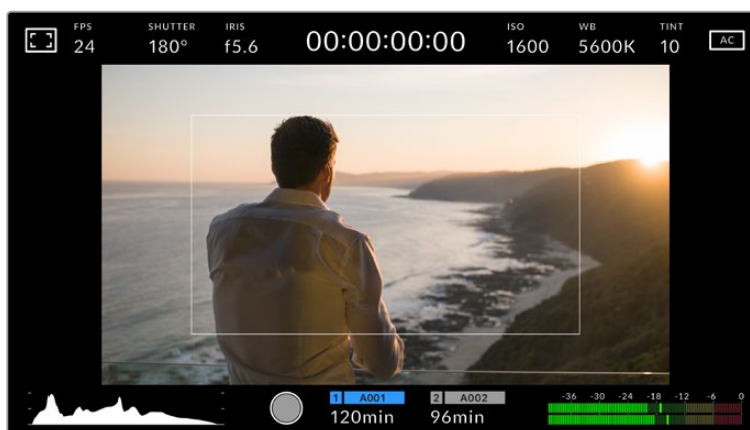 FPS SHUTTER IRIS ISO WB TINT
24 180° f5.6 00:00:00:00 1600 5600K 10 AC
1 A001 2 A002 -36 -30 -24 -18 -12 -6 0
120min 96min